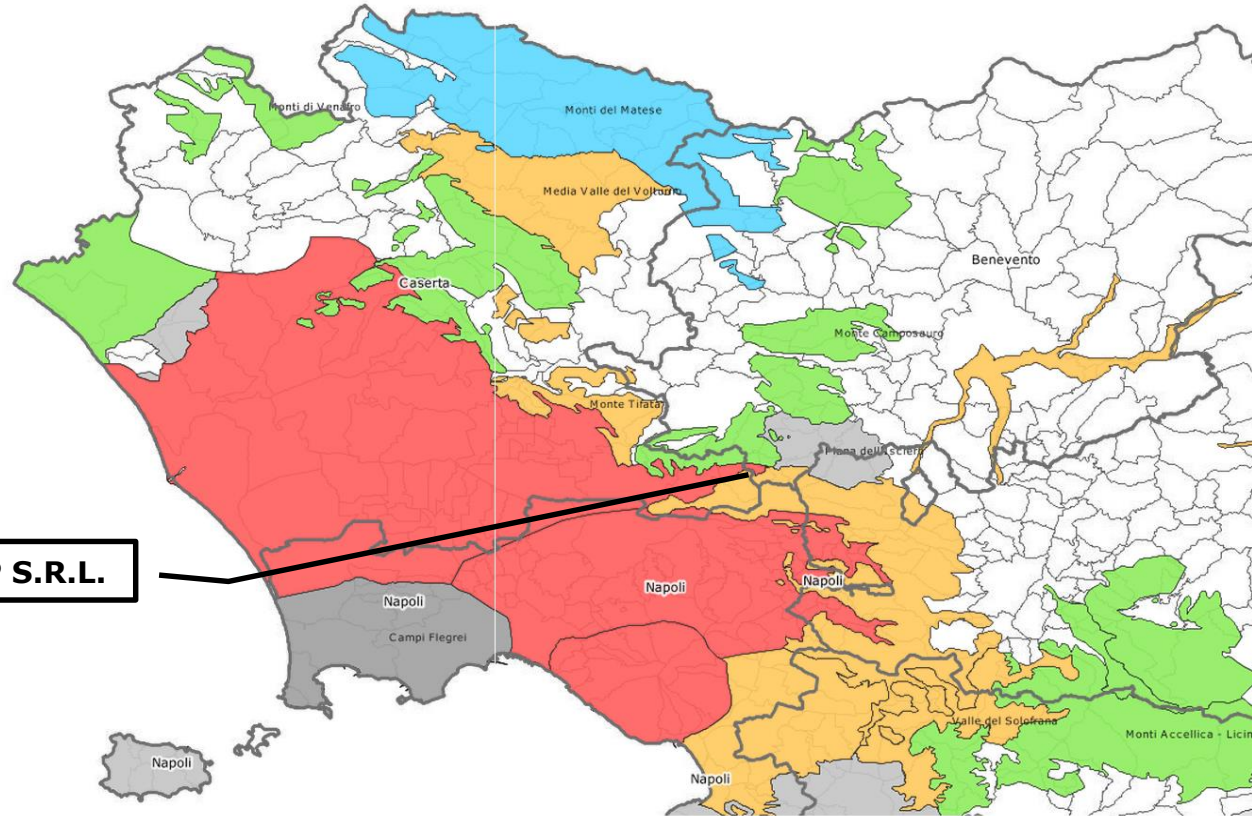 Monti di Venafro
Monti del Matese
Media Valle del Volturno
Benevento
Caserta
Monte Camposauro
Monte Tifata
Piana dell'Isclero
S.R.L.
Napoli
Napoli
Napoli
Campi Flegrei
Valle del Solofrana
Monti Accellica - Licin
Napoli
Napoli